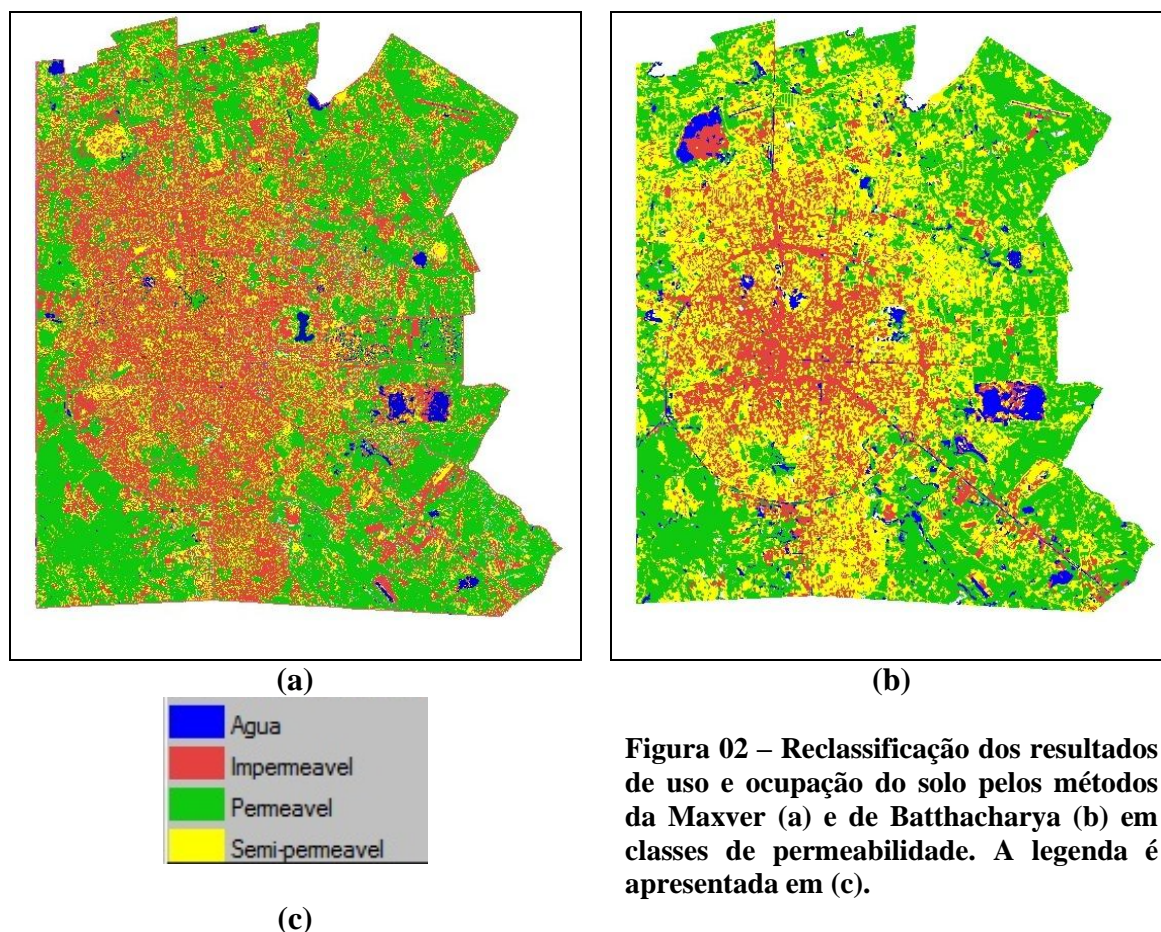 (a)
(b)
Agua
Impermeavel
Permeavel
Semi-permeavel
(c)
Figura 02 – Reclassificação dos resultados
de uso e ocupação do solo pelos métodos
da Maxver (a) e de Batthacharya (b) em
classes de permeabilidade. A legenda é
apresentada em (c).